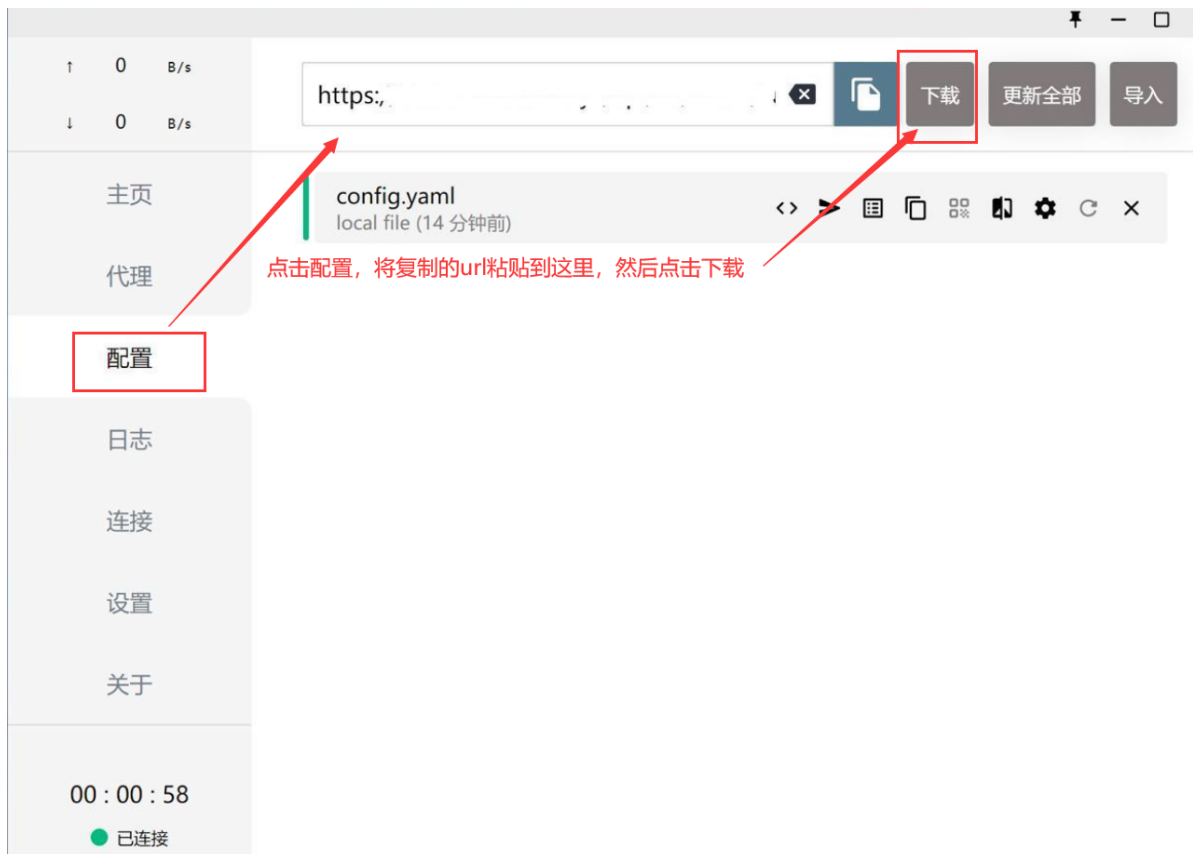 ↑ 0 B/s
↓ 0 B/s
https:
下载
更新全部
导入
主页
代理
配置
日志
连接
设置
关于
00 : 00 : 58
已连接
config.yaml
local file (14 分钟前)
点击配置，将复制的url粘贴到这里，然后点击下载